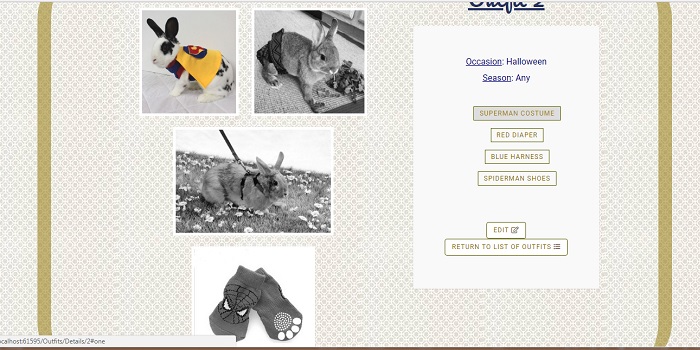 Outfit 2
Occasion: Halloween
Season: Any
SUPERMAN COSTUME
RED DIAPER
BLUE HARNESS
SPIDERMAN SHOES
EDIT
RETURN TO LIST OF OUTFITS
ocalhost:61595/Outfits/Details/2#one